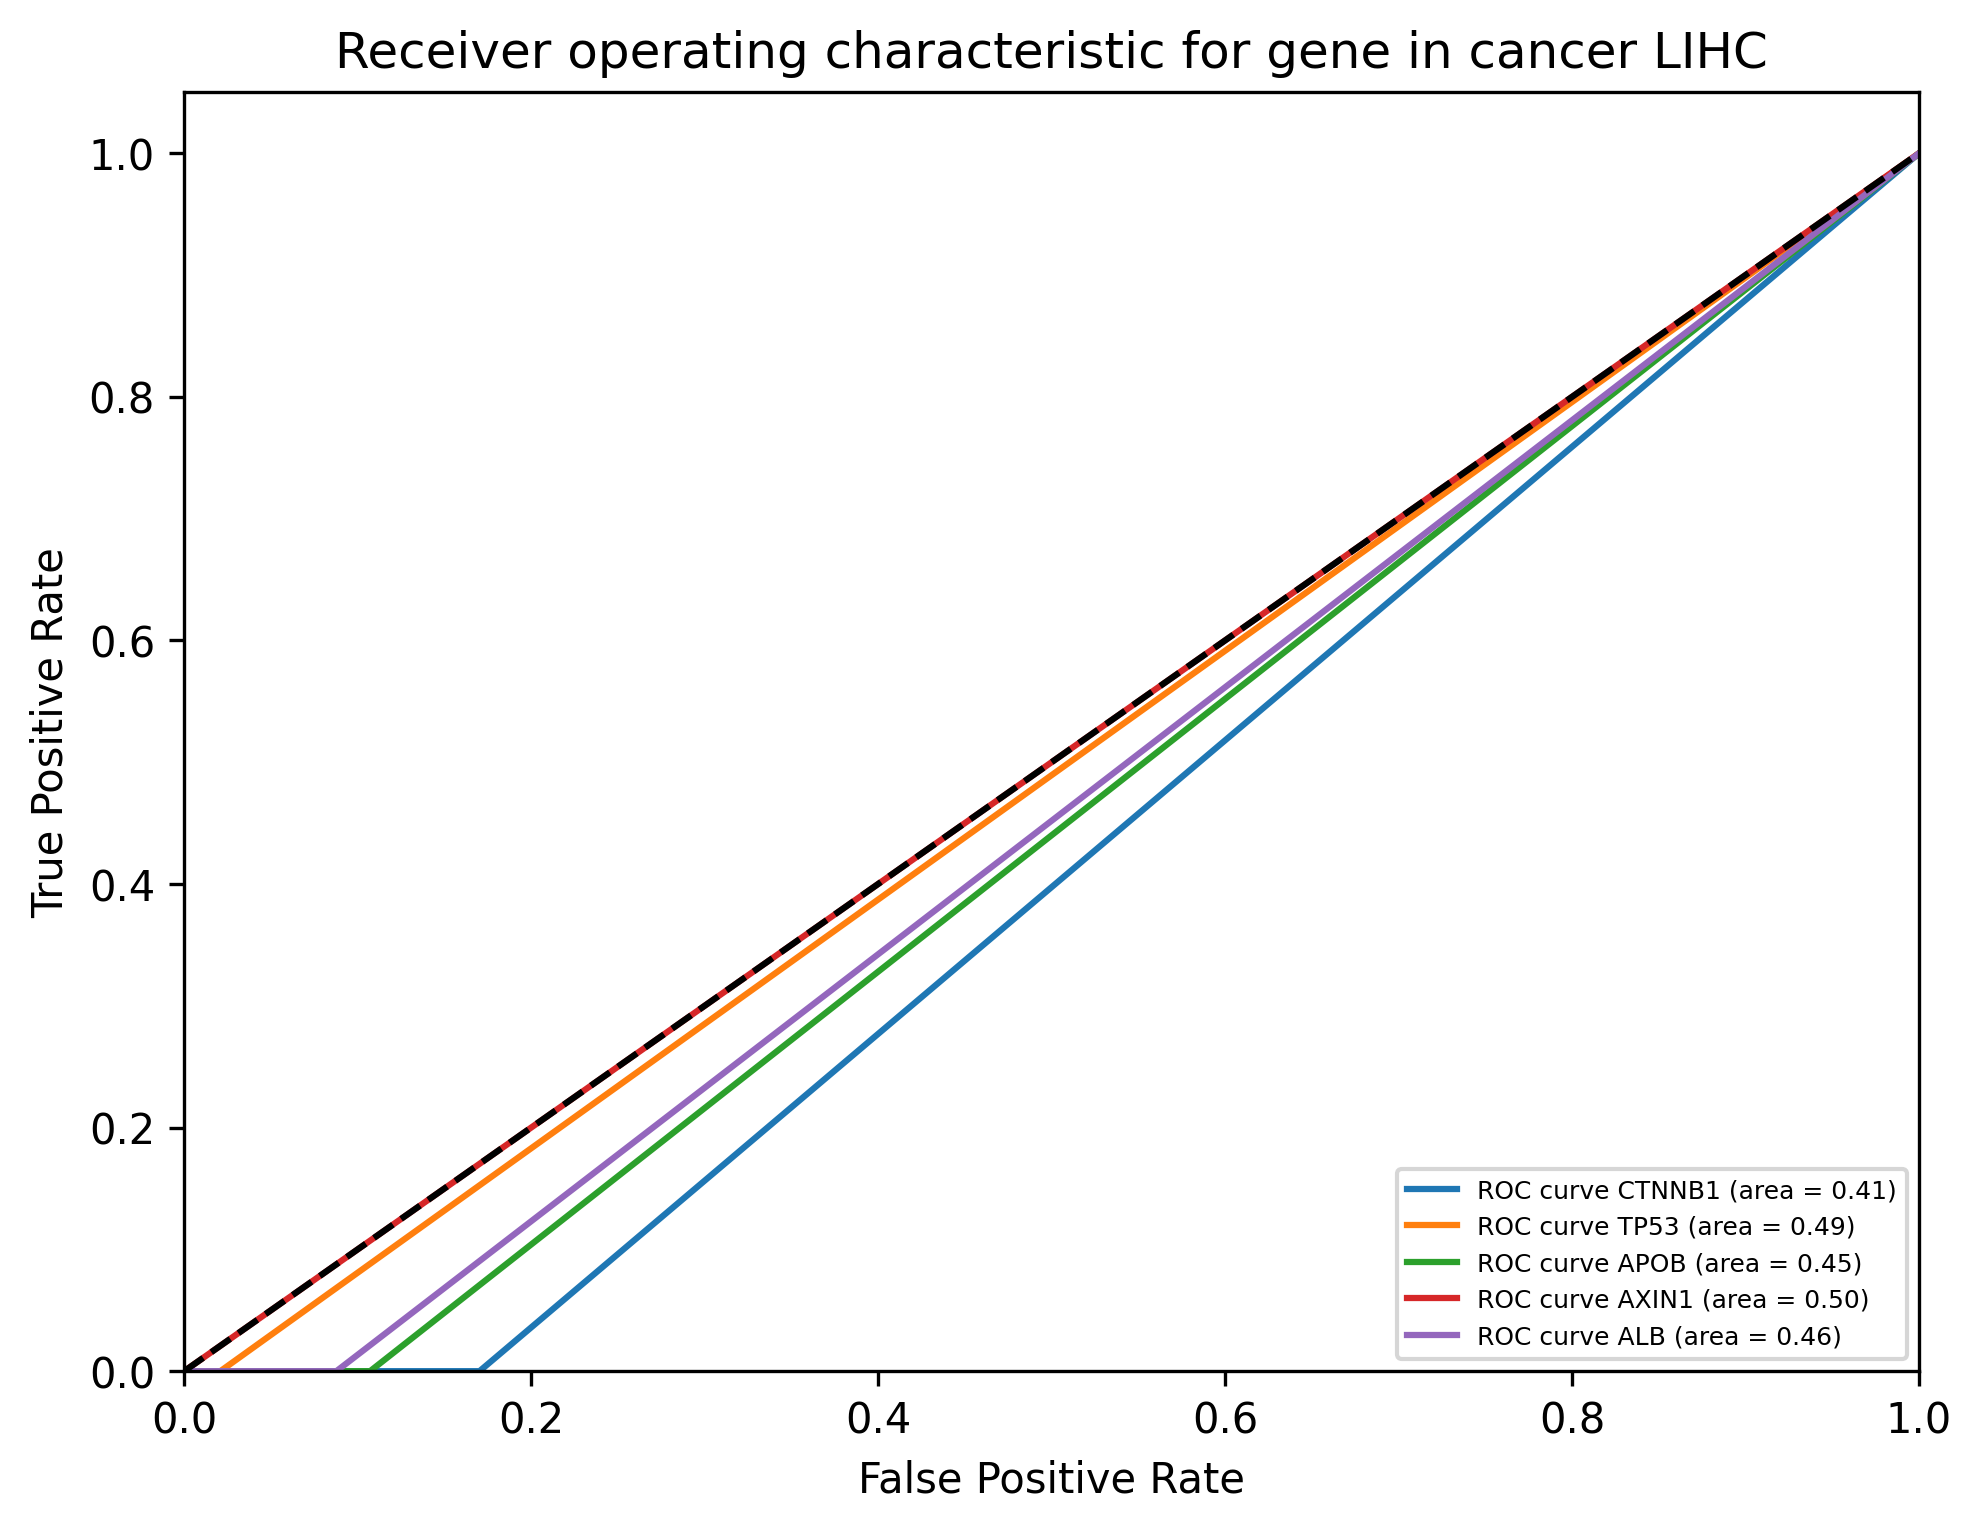 Receiver operating characteristic for gene in cancer LIHC
True Positive Rate
1.0
0.8
0.6
0.4
0.2
0.0
ROC curve CTNNB1 (area = 0.41)
ROC curve TP53 (area = 0.49)
ROC curve APOB (area = 0.45)
ROC curve AXIN1 (area = 0.50)
ROC curve ALB (area = 0.46)
0.0 0.2 0.4 0.6 0.8 1.0
False Positive Rate